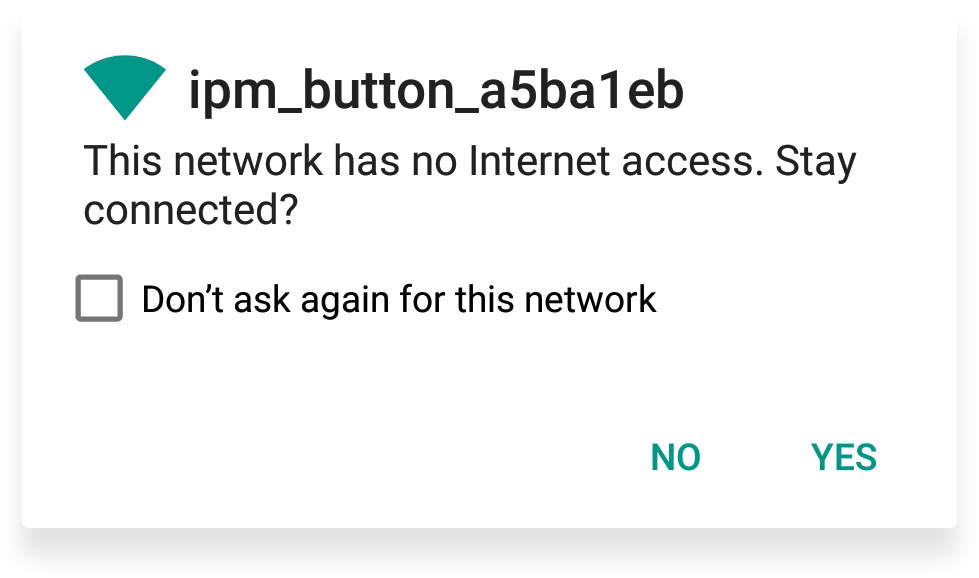 ipm_button_a5ba1eb
This network has no Internet access. Stay
connected?
Don’t ask again for this network
NO YES